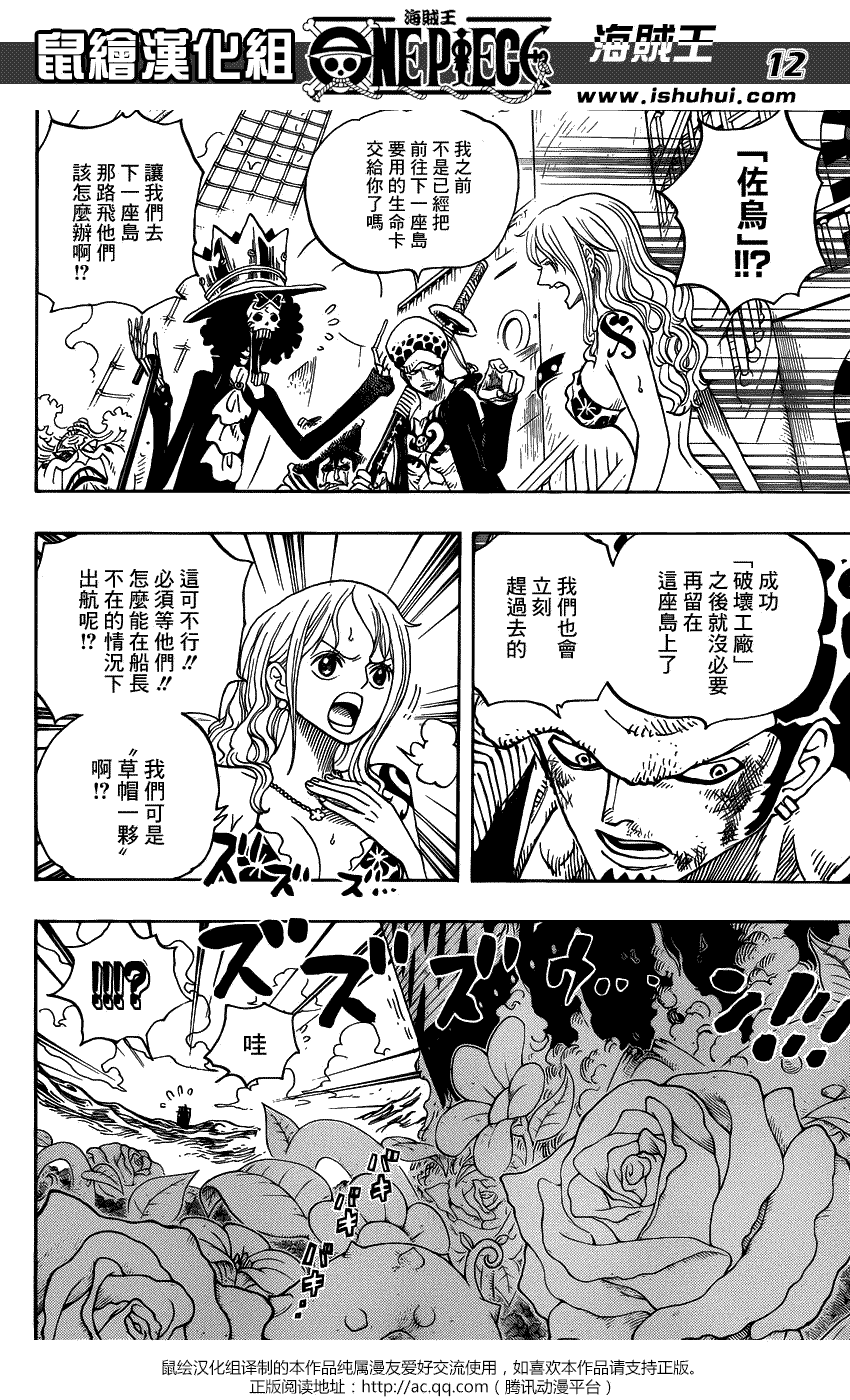 鼠繪漢化組
海賊王
ONE PIECE
海賊王
12
www.ishuhui.com
「佐烏」!!?
我之前
不是已經把
前往下一座島
要用的生命卡
交給你了嗎
讓我們去
下一座島
那路飛他們
該怎麼辦啊!?
成功
「破壞工廠」
之後就沒必要
再留在
這座島上了
我們也會
立刻
趕過去的
這可不行!!
必須等他們!!
怎麼能在船長
不在的情況下
出航呢!?
我們可是
〝草帽一夥〞
啊!?
ズズズ…
ズズズゥ…!!!
哇
!!!?
バキバキ…
鼠绘汉化组译制的本作品纯属漫友爱好交流使用，如喜欢本作品请支持正版。
正版阅读地址：http://ac.qq.com（腾讯动漫平台）